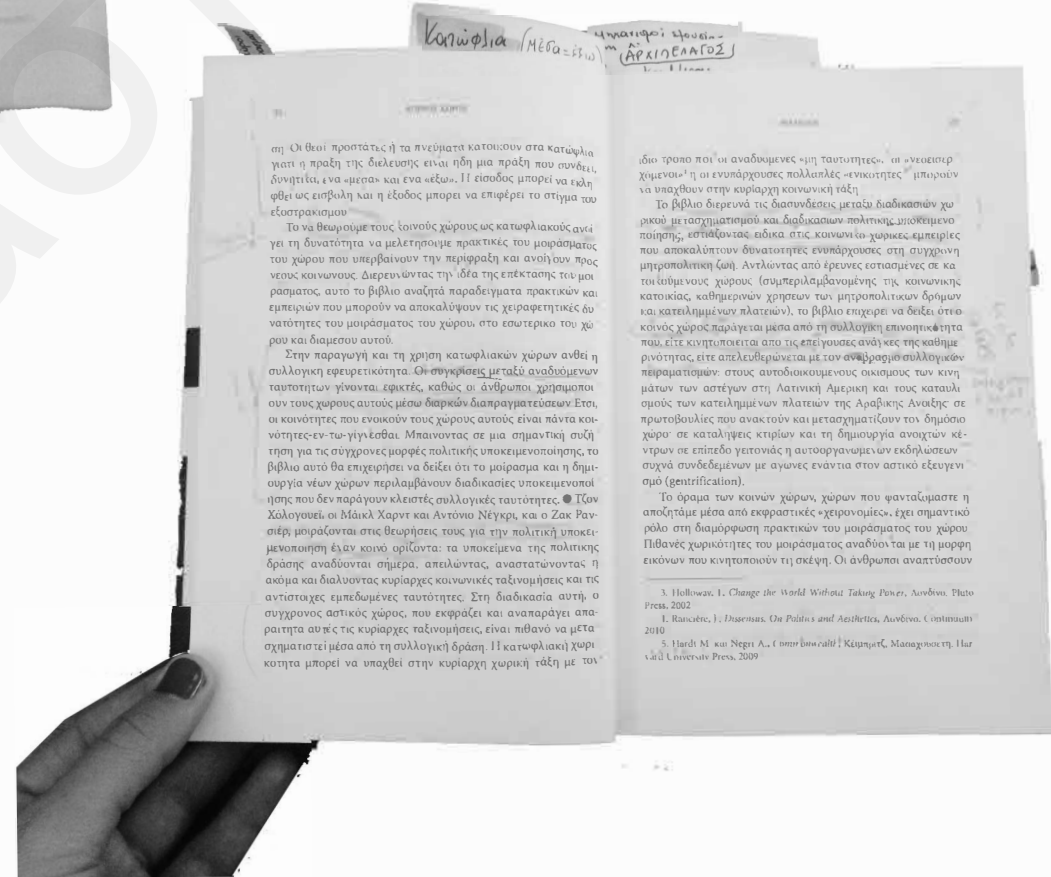 Κατώφλια (μέσα=έξω)
ΑΡΧΙΠΕΛΑΓΟΣ
ση Οι θεοί προστάτες ή τα πνεύματα κατοικούν στα κατώφλια
γιατί η πράξη της διέλευσης είναι ήδη μια πράξη που συνδέει,
δυνητικά, ένα «μέσα» και ένα «έξω». Η είσοδος μπορεί να εκλη
φθεί ως εισβολή και η έξοδος μπορεί να επιφέρει το στίγμα του
εξοστρακισμού
Το να θεωρούμε τους κοινούς χώρους ως κατωφλιακούς ανοί
γει τη δυνατότητα να μελετήσουμε πρακτικές του μοιράσματος
του χώρου που υπερβαίνουν την περίφραξη και ανοίγουν προς
νέους κοινωνους. Διερευνώντας την ιδέα της επέκτασης του μοι
ράσματος, αυτό το βιβλίο αναζητά παραδείγματα πρακτικών και
εμπειριών που μπορούν να αποκαλύψουν τις χειραφετητικές δυ
νατότητες του μοιράσματος του χώρου, στο εσωτερικό του χώ
ρου και διαμέσου αυτού.
Στην παραγωγή και τη χρήση κατωφλιακών χώρων ανθεί η
συλλογική εφευρετικότητα. Οι συγκρίσεις μεταξύ αναδυόμενων
ταυτοτήτων γίνονται εφικτές, καθώς οι άνθρωποι χρησιμοποι
ουν τους χώρους αυτούς μέσω διαρκών διαπραγματεύσεων. Έτσι,
οι κοινότητες που ενοικούν τους χώρους αυτούς είναι πάντα κοι-
νότητες-εν-τω-γίγνεσθαι. Μπαίνοντας σε μια σημαντική συζή
τηση για τις σύγχρονες μορφές πολιτικής υποκειμενοποίησης, το
βιβλίο αυτό θα επιχειρήσει να δείξει ότι το μοίρασμα και η δημι-
ουργία νέων χώρων περιλαμβάνουν διαδικασίες υποκειμενοποί
ησης που δεν παράγουν κλειστές συλλογικές ταυτότητες. Τζον
Χόλογουεϊ, οι Μάικλ Χαρντ και Αντόνιο Νέγκρι, και ο Ζακ Ραν-
σιέρ, μοιράζονται στις θεωρήσεις τους για την πολιτική υποκει-
μενοποίηση έναν κοινό ορίζοντα: τα υποκείμενα της πολιτικής
δράσης αναδύονται σήμερα, απειλώντας, αναστατώνοντας ή
ακόμα και διαλύοντας κυρίαρχες κοινωνικές ταξινομήσεις και τις
αντίστοιχες εμπεδωμένες ταυτότητες. Στη διαδικασία αυτή, ο
σύγχρονος αστικός χώρος, που εκφράζει και αναπαράγει απα-
ραίτητα αυτές τις κυρίαρχες ταξινομήσεις, είναι πιθανό να μετα
σχηματιστεί μέσα από τη συλλογική δράση. Η κατωφλιακή χωρι
κότητα μπορεί να υπαχθεί στην κυρίαρχη χωρική τάξη με τον
ίδιο τρόπο που οι αναδυόμενες «μη ταυτότητες», οι «νεοεισερ
χόμενοι» ή οι ενυπάρχουσες πολλαπλές «ενικότητες» μπορούν
να υπαχθούν στην κυρίαρχη κοινωνική τάξη
Το βιβλίο διερευνά τις διασυνδέσεις μεταξύ διαδικασιών χω
ρικού μετασχηματισμού και διαδικασιών πολιτικής υποκειμενο
ποίησης, εστιάζοντας ειδικά στις κοινωνικο χωρικές εμπειρίες
που αποκαλύπτουν δυνατότητες ενυπάρχουσες στη σύγχρονη
μητροπολιτική ζωή. Αντλώντας από έρευνες εστιασμένες σε κα
τοικούμενους χώρους (συμπεριλαμβανομένης της κοινωνικής
κατοικίας, καθημερινών χρήσεων των μητροπολιτικών δρόμων
και κατειλημμένων πλατειών), το βιβλίο επιχειρεί να δείξει ότι ο
κοινός χώρος παράγεται μέσα από τη συλλογική επινοητικότητα
που, είτε κινητοποιείται από τις επείγουσες ανάγκες της καθημε
ρινότητας, είτε απελευθερώνεται με τον αναβρασμό συλλογικών
πειραματισμών: στους αυτοδιοικούμενους οικισμούς των κινη
μάτων των αστέγων στη Λατινική Αμερική και τους καταυλι
σμούς των κατειλημμένων πλατειών της Αραβικής Άνοιξης· σε
πρωτοβουλίες που ανακτούν και μετασχηματίζουν τον δημόσιο
χώρο· σε καταλήψεις κτιρίων και τη δημιουργία ανοιχτών κέ-
ντρων σε επίπεδο γειτονιάς ή αυτοοργανωμένων εκδηλώσεων
συχνά συνδεδεμένων με αγώνες ενάντια στον αστικό εξευγενι
σμό (gentrification).
Το όραμα των κοινών χώρων, χώρων που φανταζόμαστε ή
αποζητάμε μέσα από εκφραστικές «χειρονομίες», έχει σημαντικό
ρόλο στη διαμόρφωση πρακτικών του μοιράσματος του χώρου
Πιθανές χωρικότητες του μοιράσματος αναδύονται με τη μορφή
εικόνων που κινητοποιούν τη σκέψη. Οι άνθρωποι αναπτύσσουν
3. Holloway, J., Change the World Without Taking Power, Λονδίνο, Pluto
Press, 2002
4. Rancière, J., Dissensus. On Politics and Aesthetics, Λονδίνο, Continuum
2010
5. Hardt M. και Negri A., Commonwealth, Κέιμπριτζ, Μασαχουσέτη, Har
vard University Press, 2009